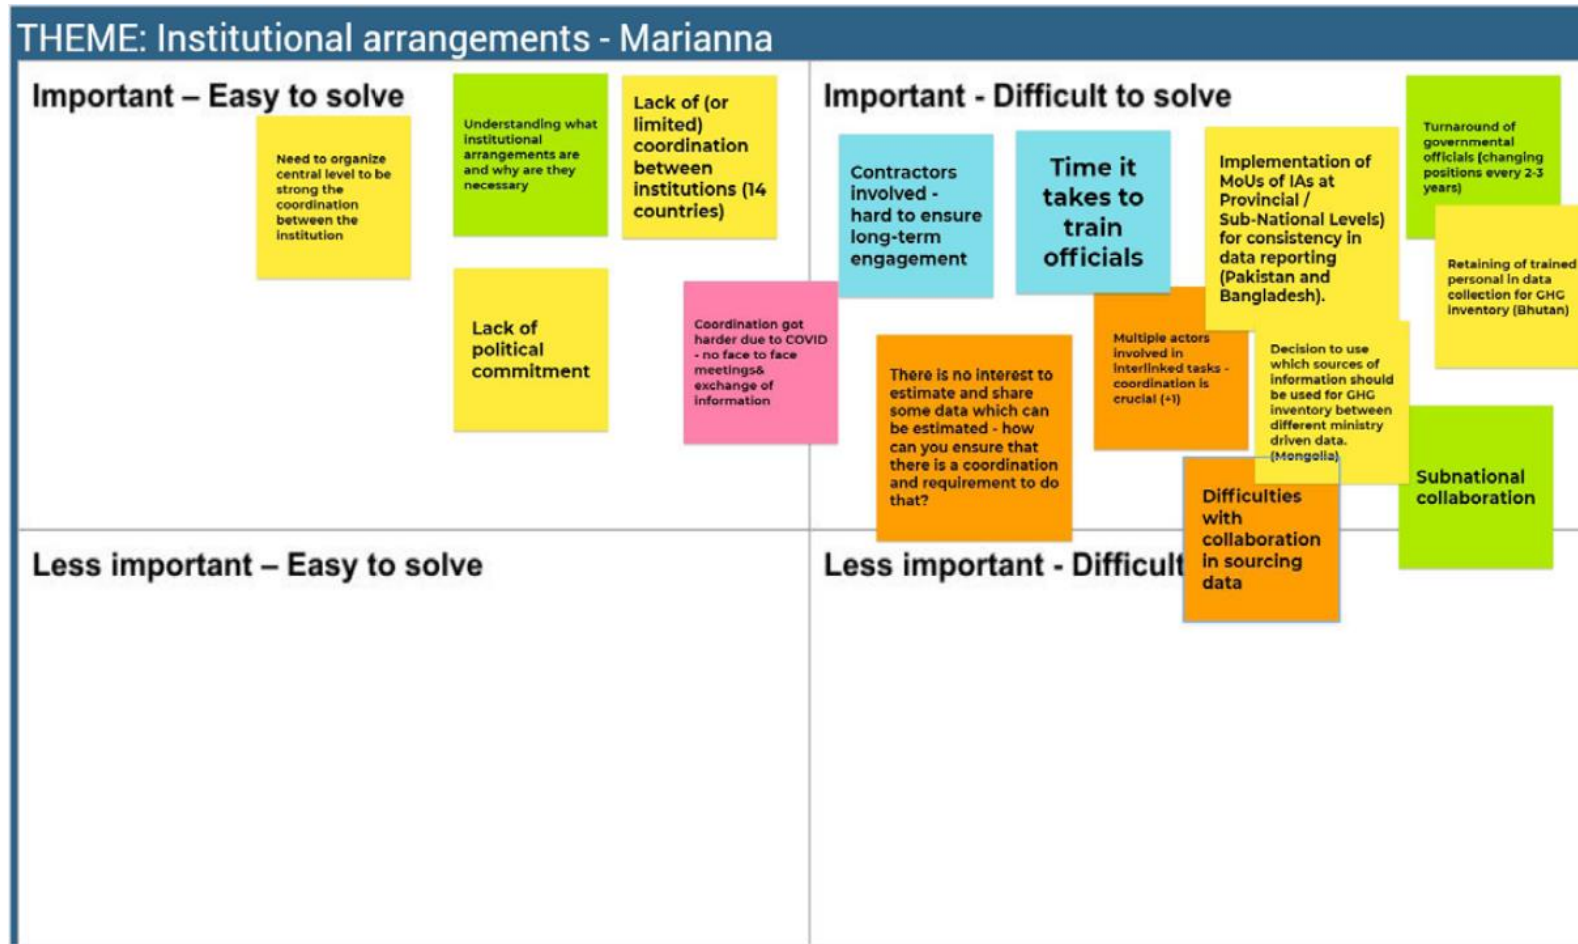 THEME: Institutional arrangements - Marianna
Important – Easy to solve
Need to organize
central level to be
strong the
coordination
between the
institution
Understanding what
institutional
arrangements are
and why are they
necessary
Lack of (or
limited)
coordination
between
institutions (14
countries)
Lack of
political
commitment
Coordination got
harder due to COVID
- no face to face
meetings&
exchange of
information
Important - Difficult to solve
Contractors
involved -
hard to ensure
long-term
engagement
Time it
takes to
train
officials
Implementation of
MoUs of IAs at
Provincial /
Sub-National Levels)
for consistency in
data reporting
(Pakistan and
Bangladesh).
Turnaround of
governmental
officials (changing
positions every 2-3
years)
Retaining of trained
personal in data
collection for GHG
inventory (Bhutan)
There is no interest to
estimate and share
some data which can
be estimated - how
can you ensure that
there is a coordination
and requirement to do
that?
Multiple actors
involved in
interlinked tasks -
coordination is
crucial (+1)
Decision to use
which sources of
information should
be used for GHG
inventory between
different ministry
driven data.
(Mongolia)
Difficulties
with
collaboration
in sourcing
data
Subnational
collaboration
Less important – Easy to solve
Less important - Difficult